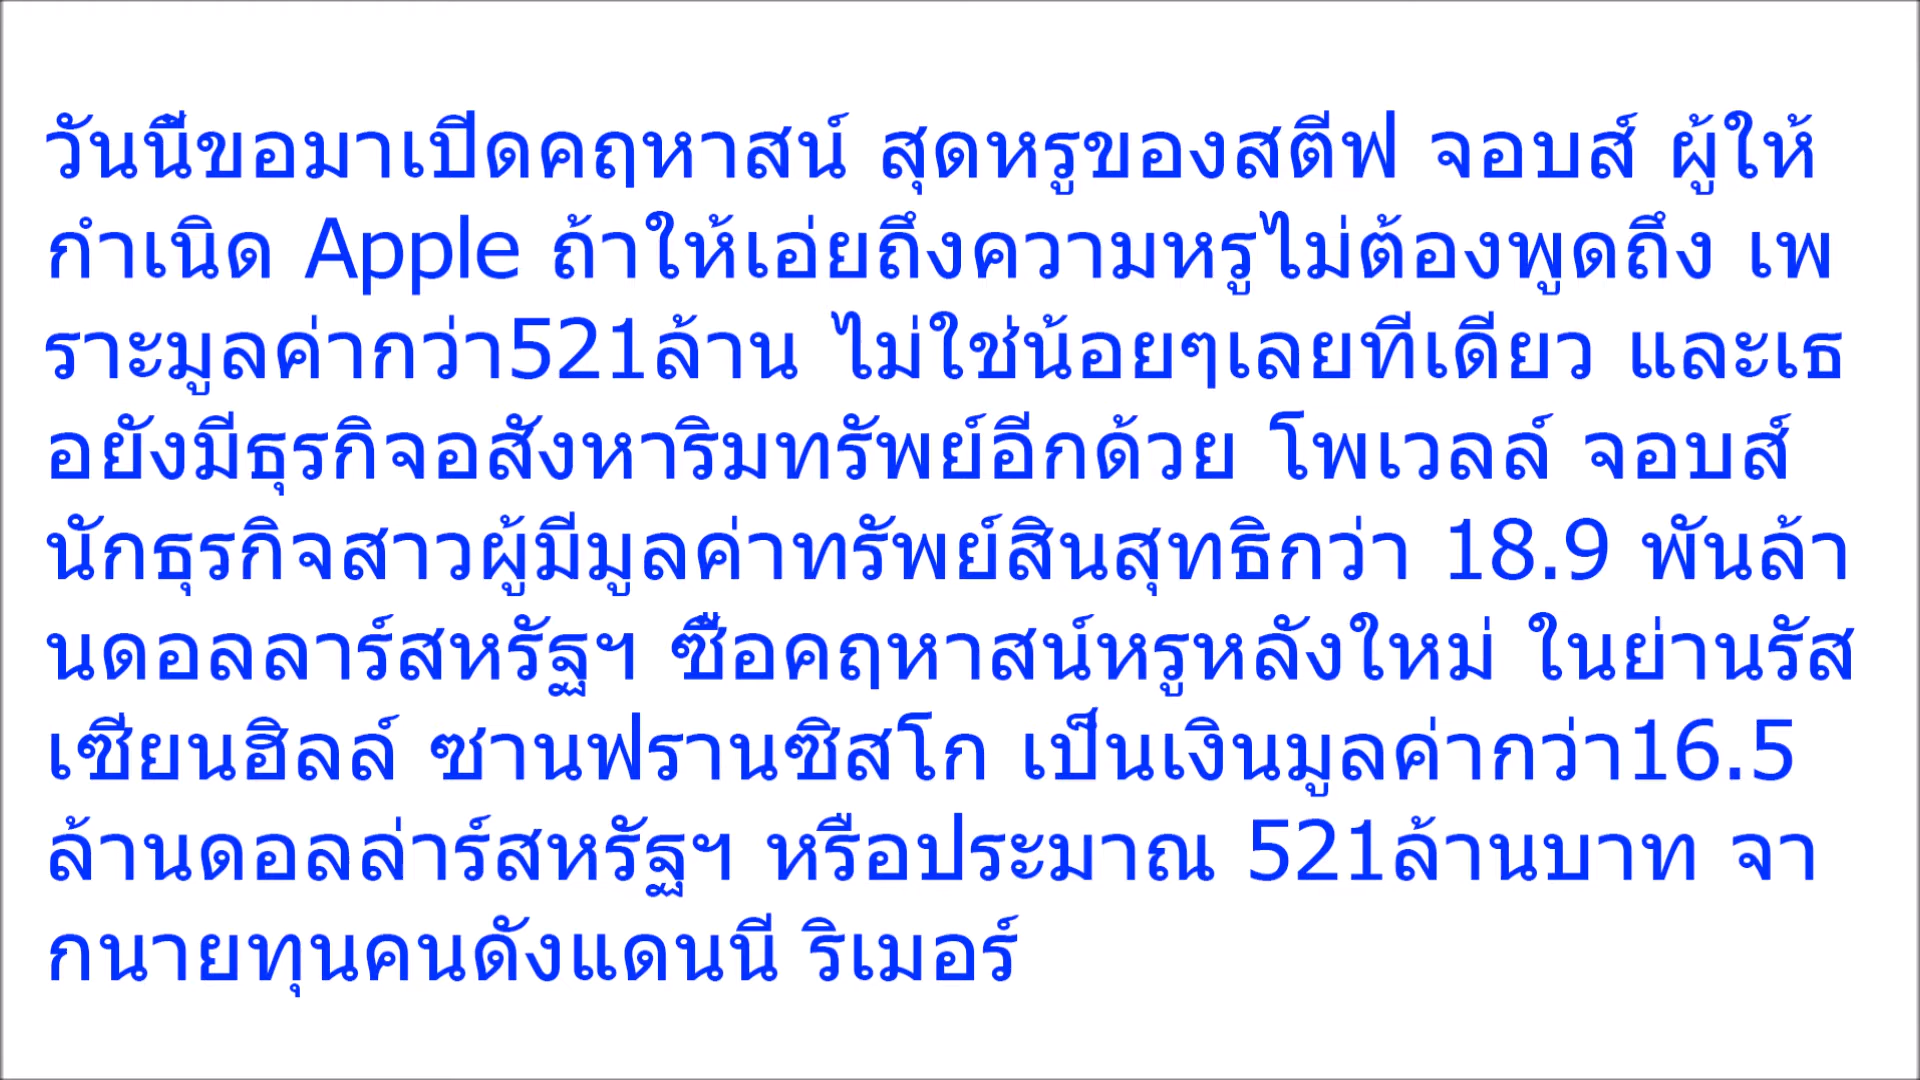 วันนี้ขอมาเปิดคฤหาสน์ สุดหรูของสตีฟ จอบส์ ผู้ให้
กำเนิด Apple ถ้าให้เอ่ยถึงความหรูไม่ต้องพูดถึง เพ
ราะมูลค่ากว่า521ล้าน ไม่ใช่น้อยๆเลยทีเดียว และเธ
อยังมีธุรกิจอสังหาริมทรัพย์อีกด้วย โพเวลล์ จอบส์
นักธุรกิจสาวผู้มีมูลค่าทรัพย์สินสุทธิกว่า 18.9 พันล้า
นดอลลาร์สหรัฐฯ ซื้อคฤหาสน์หรูหลังใหม่ ในย่านรัส
เซียนฮิลล์ ซานฟรานซิสโก เป็นเงินมูลค่ากว่า16.5
ล้านดอลล่าร์สหรัฐฯ หรือประมาณ 521ล้านบาท จา
กนายทุนคนดังแดนนี ริเมอร์